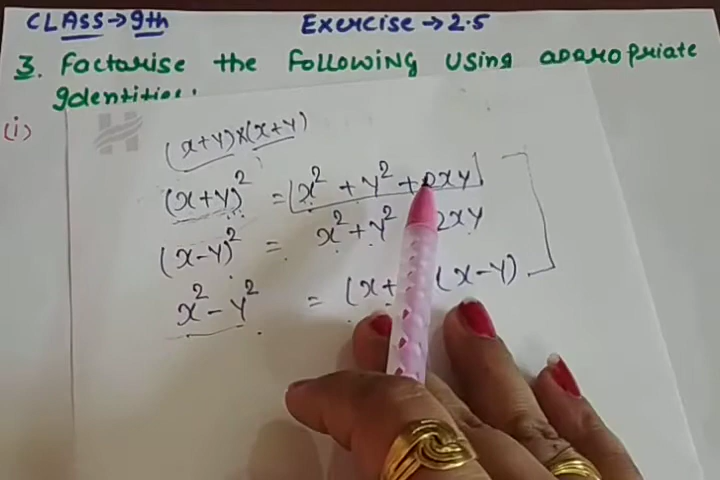 CLASS→9th Exercise→2.5
3. Factorise the Following Using appropriate
Identities.
(i)
(x+y)x(x+y)
(x+y)² = x² + y² + 2xy
(x-y)² = x² + y² 2xy
x² - y² = (x+ (x-y)